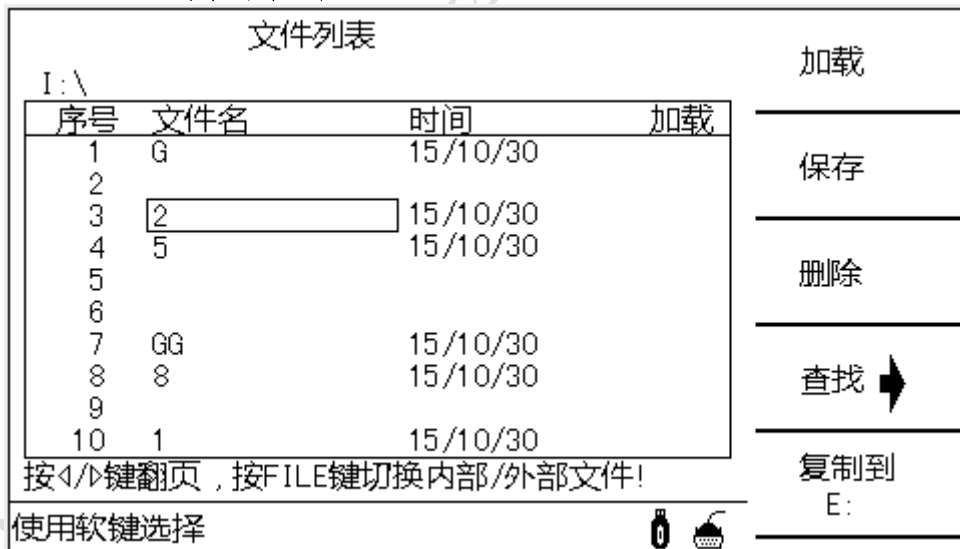 文件列表
I:\
序号 文件名 时间 加载
1 G 15/10/30
2
3 2 15/10/30
4 5 15/10/30
5
6
7 GG 15/10/30
8 8 15/10/30
9
10 1 15/10/30
按◁/▷键翻页，按FILE键切换内部/外部文件!
使用软键选择
加载
保存
删除
查找
复制到
E: